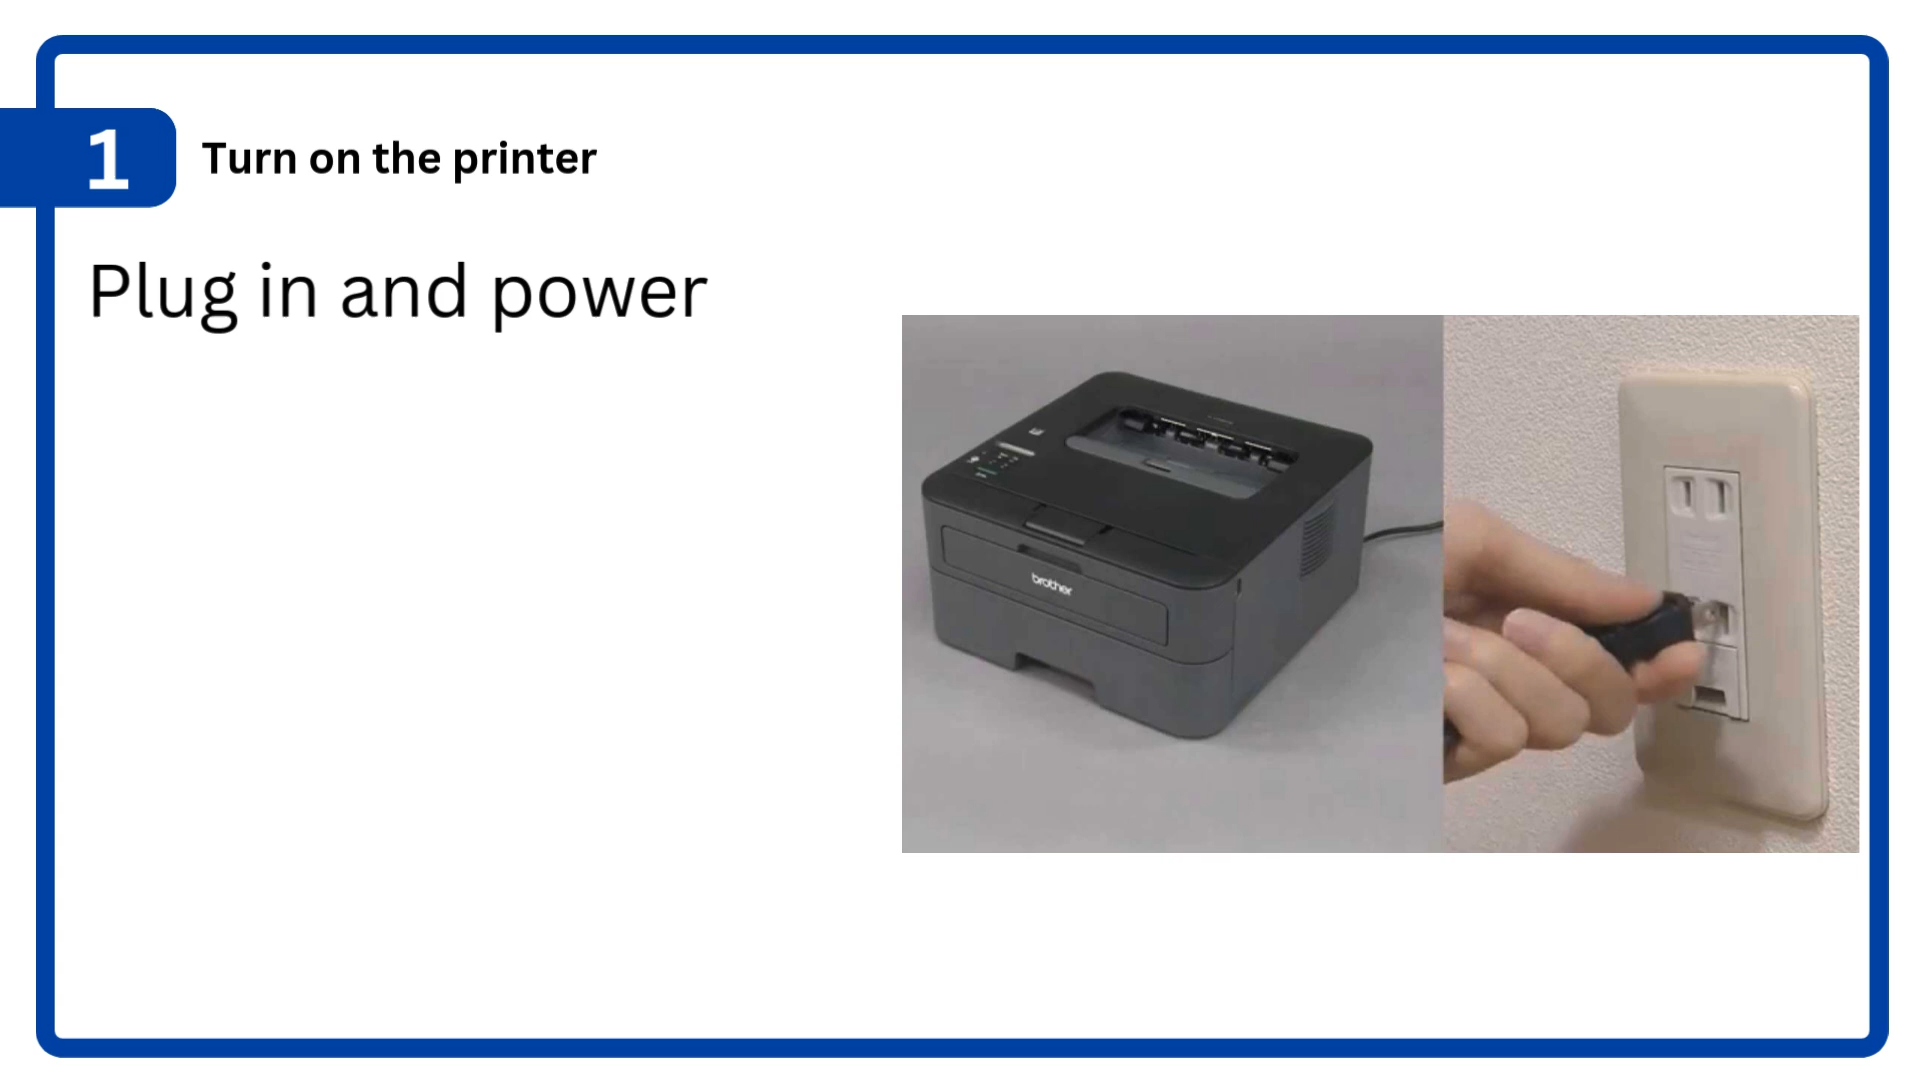 1
Turn on the printer
Plug in and power
brother